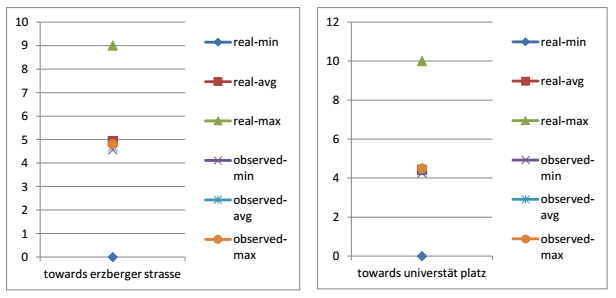 10
9
8
7
6
5
4
3
2
1
0
towards erzberger strasse
real-min
real-avg
real-max
observed-
min
observed-
avg
observed-
max
12
10
8
6
4
2
0
towards universtät platz
real-min
real-avg
real-max
observed-
min
observed-
avg
observed-
max